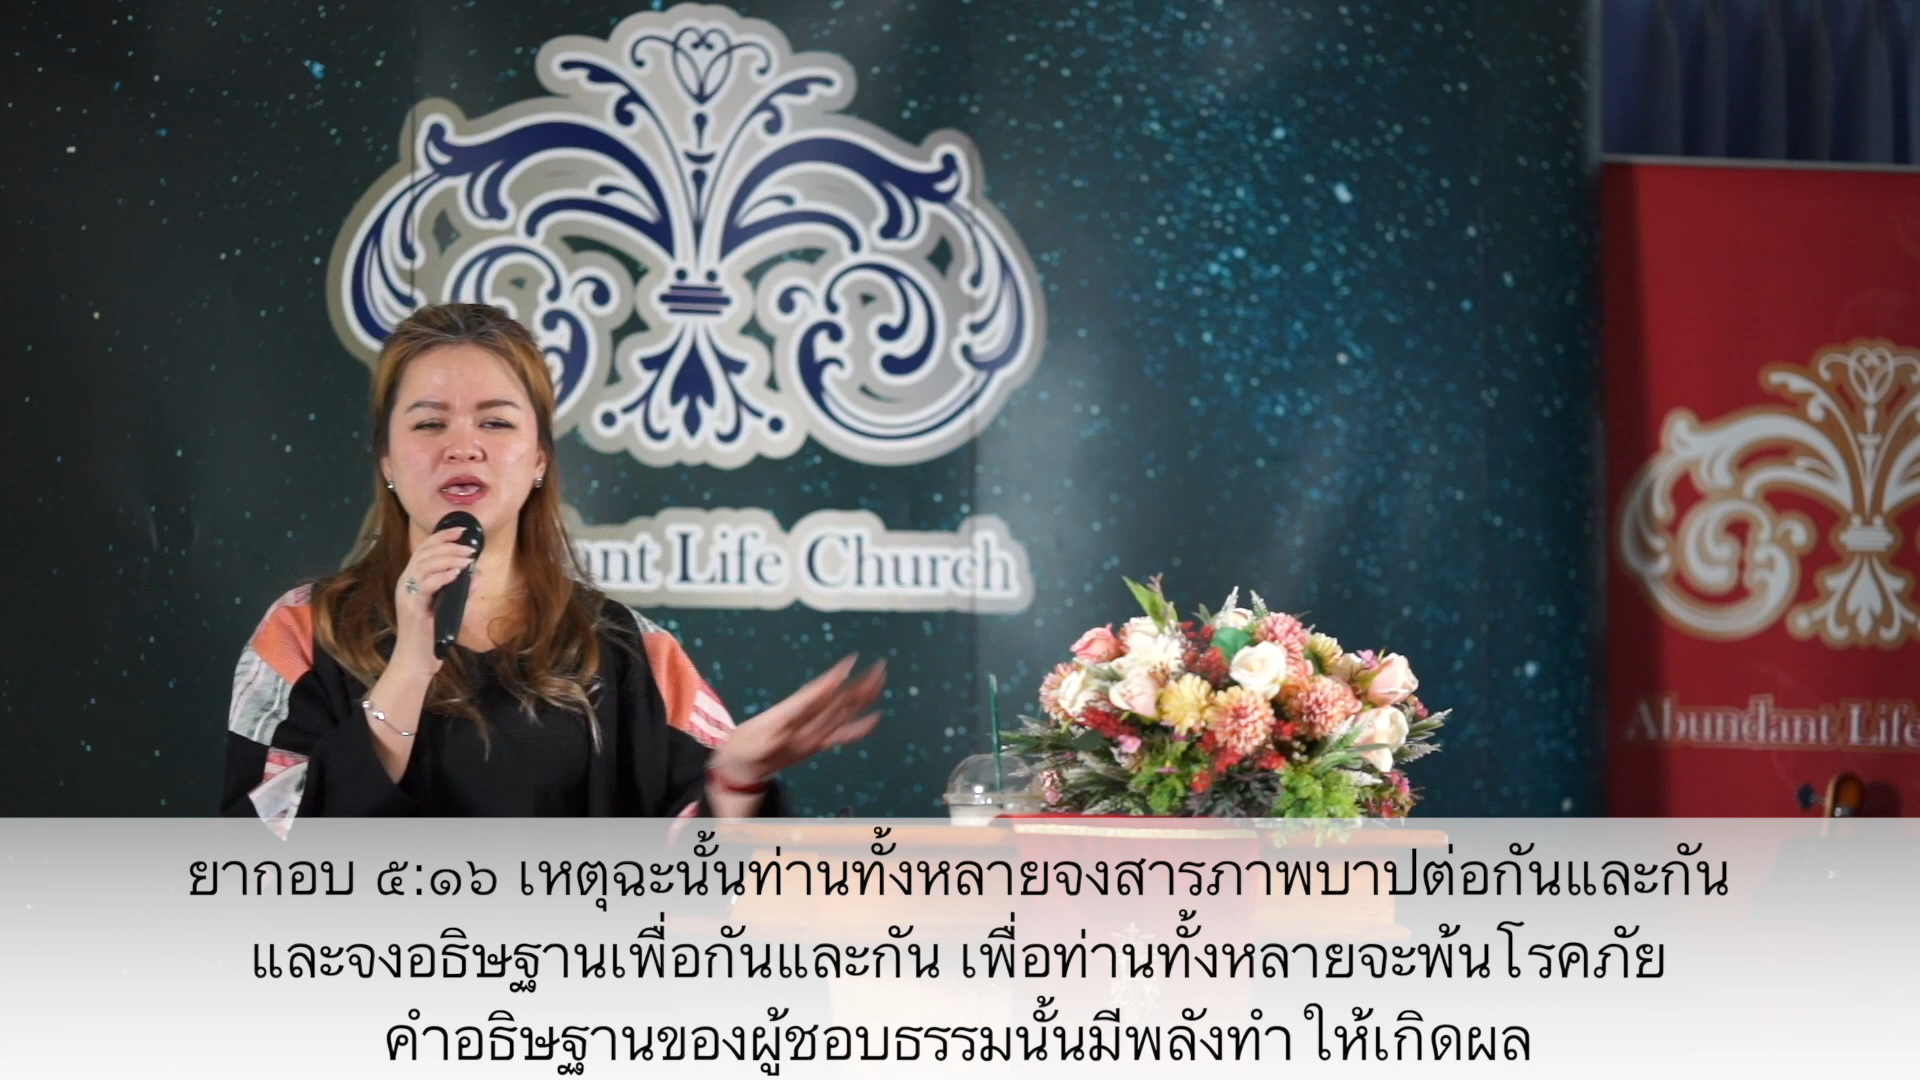 nt Life Church
Abundant Life
ยากอบ ๕:๑๖ เหตุฉะนั้นท่านทั้งหลายจงสารภาพบาปต่อกันและกัน
และจงอธิษฐานเพื่อกันและกัน เพื่อท่านทั้งหลายจะพ้นโรคภัย
คำอธิษฐานของผู้ชอบธรรมนั้นมีพลังทำ ให้เกิดผล